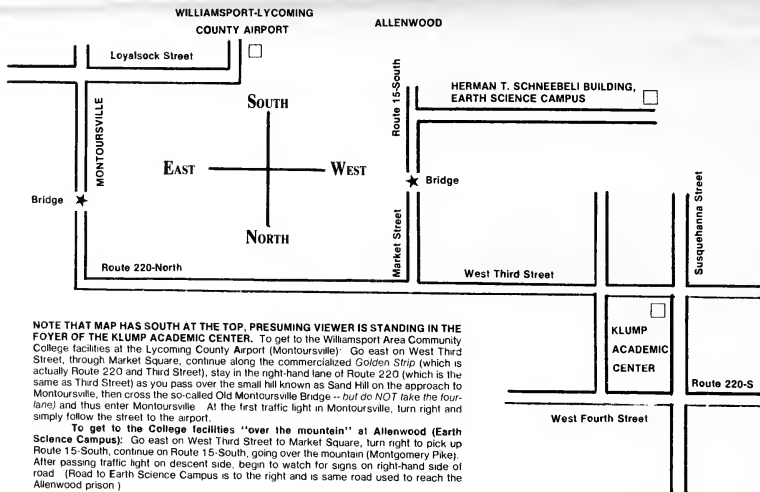 WILLIAMSPORT-LYCOMING
COUNTY AIRPORT
ALLENWOOD
Loyalsock Street
MONTOURSVILLE
SOUTH
EAST
WEST
NORTH
Route 15-South
HERMAN T. SCHNEEBELI BUILDING,
EARTH SCIENCE CAMPUS
Bridge
Bridge
Market Street
Susquehanna Street
Route 220-North
West Third Street
KLUMP
ACADEMIC
CENTER
Route 220-S
West Fourth Street
NOTE THAT MAP HAS SOUTH AT THE TOP, PRESUMING VIEWER IS STANDING IN THE
FOYER OF THE KLUMP ACADEMIC CENTER. To get to the Williamsport Area Community
College facilities at the Lycoming County Airport (Montoursville): Go east on West Third
Street, through Market Square, continue along the commercialized Golden Strip (which is
actually Route 220 and Third Street), stay in the right-hand lane of Route 220 (which is the
same as Third Street) as you pass over the small hill known as Sand Hill on the approach to
Montoursville, then cross the so-called Old Montoursville Bridge -- but do NOT take the four-
lane) and thus enter Montoursville At the first traffic light in Montoursville, turn right and
simply follow the street to the airport.
To get to the College facilities "over the mountain" at Allenwood (Earth
Science Campus): Go east on West Third Street to Market Square, turn right to pick up
Route 15-South, continue on Route 15-South, going over the mountain (Montgomery Pike).
After passing traffic light on descent side, begin to watch for signs on right-hand side of
road (Road to Earth Science Campus is to the right and is same road used to reach the
Allenwood prison )